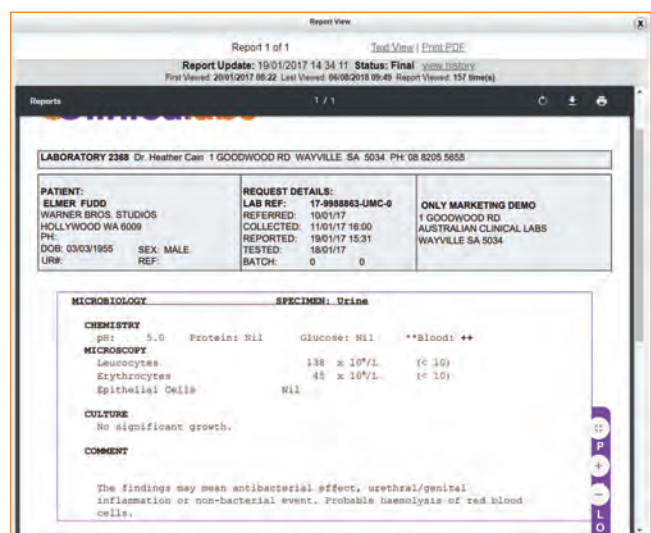 Report View
X
Report 1 of 1 Text View | Print PDF
Report Update: 19/01/2017 14 34 11 Status: Final view history
First Viewed: 20/01/2017 08:22 Last Viewed: 06/08/2018 09:49 Report Viewed: 157 time(s)
Reports 1 / 1
LABORATORY 2368 Dr. Heather Cain 1 GOODWOOD RD WAYVILLE SA 5034 PH: 08 8205 5655
PATIENT:
ELMER FUDD
WARNER BROS. STUDIOS
HOLLYWOOD WA 6009
PH:
DOB: 03/03/1955 SEX: MALE
UR#: REF:
REQUEST DETAILS:
LAB REF: 17-9988863-UMC-0
REFERRED: 10/01/17
COLLECTED: 11/01/17 16:00
REPORTED: 19/01/17 15:31
TESTED: 18/01/17
BATCH: 0 0
ONLY MARKETING DEMO
1 GOODWOOD RD
AUSTRALIAN CLINICAL LABS
WAYVILLE SA 5034
MICROBIOLOGY SPECIMEN: Urine
CHEMISTRY
pH: 5.0 Protein: Nil Glucose: Nil **Blood: ++
MICROSCOPY
Leucocytes 138 x 10⁶/L (< 10)
Erythrocytes 45 x 10⁶/L (< 10)
Epithelial Cells Nil
CULTURE
No significant growth.
COMMENT
The findings may mean antibacterial effect, urethral/genital
inflammation or non-bacterial event. Probable haemolysis of red blood
cells.
P
+
−
L
O